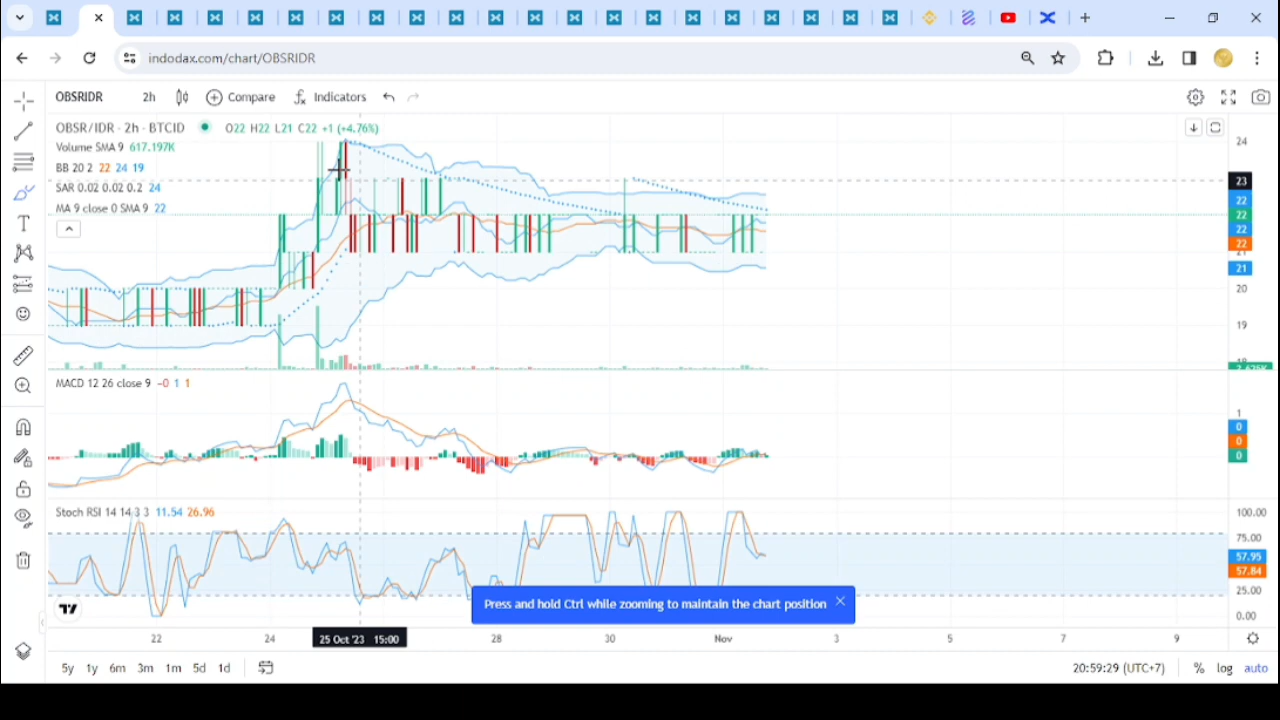 indodax.com/chart/OBSRIDR
OBSRIDR 2h Compare Indicators
OBSR/IDR · 2h · BTCID O22 H22 L21 C22 +1 (+4.76%)
Volume SMA 9 617.197K
BB 20 2 22 24 19
SAR 0.02 0.02 0.2 24
MA 9 close 0 SMA 9 22
24
23
22
22
22
22
21
20
19
MACD 12 26 close 9 −0 1 1
1
0
0
0
Stoch RSI 14 14 3 3 11.54 26.96
100.00
75.00
57.95
57.84
25.00
0.00
Press and hold Ctrl while zooming to maintain the chart position
22 24 25 Oct '23 15:00 28 30 Nov 3 5 7 9
5y 1y 6m 3m 1m 5d 1d 20:59:29 (UTC+7) % log auto